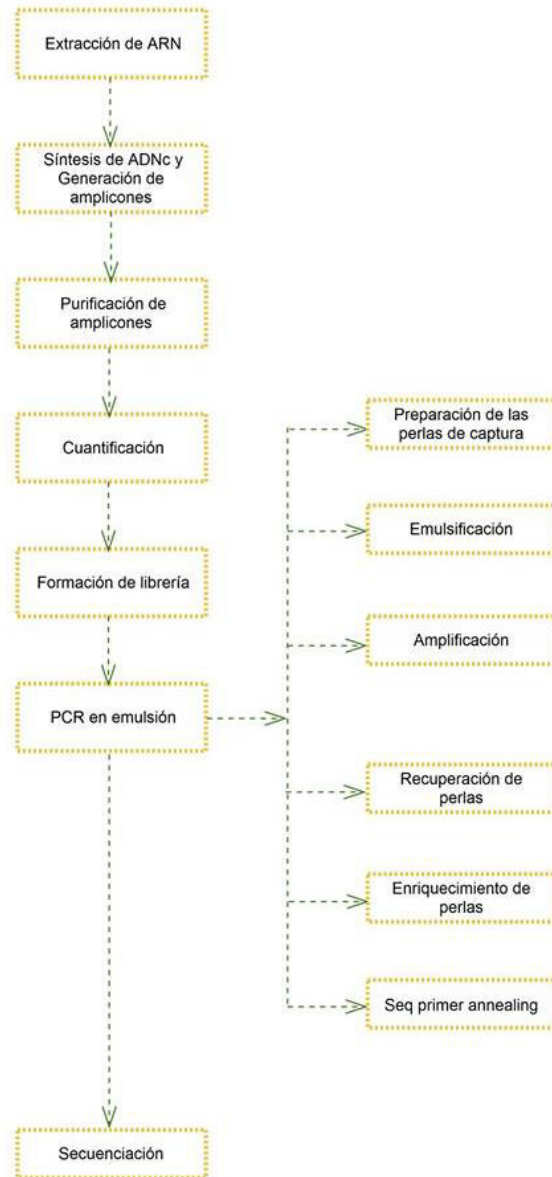 Extracción de ARN
Síntesis de ADNc y
Generación de
amplicones
Purificación de
amplicones
Cuantificación
Formación de librería
PCR en emulsión
Preparación de las
perlas de captura
Emulsificación
Amplificación
Recuperación de
perlas
Enriquecimiento de
perlas
Seq primer annealing
Secuenciación